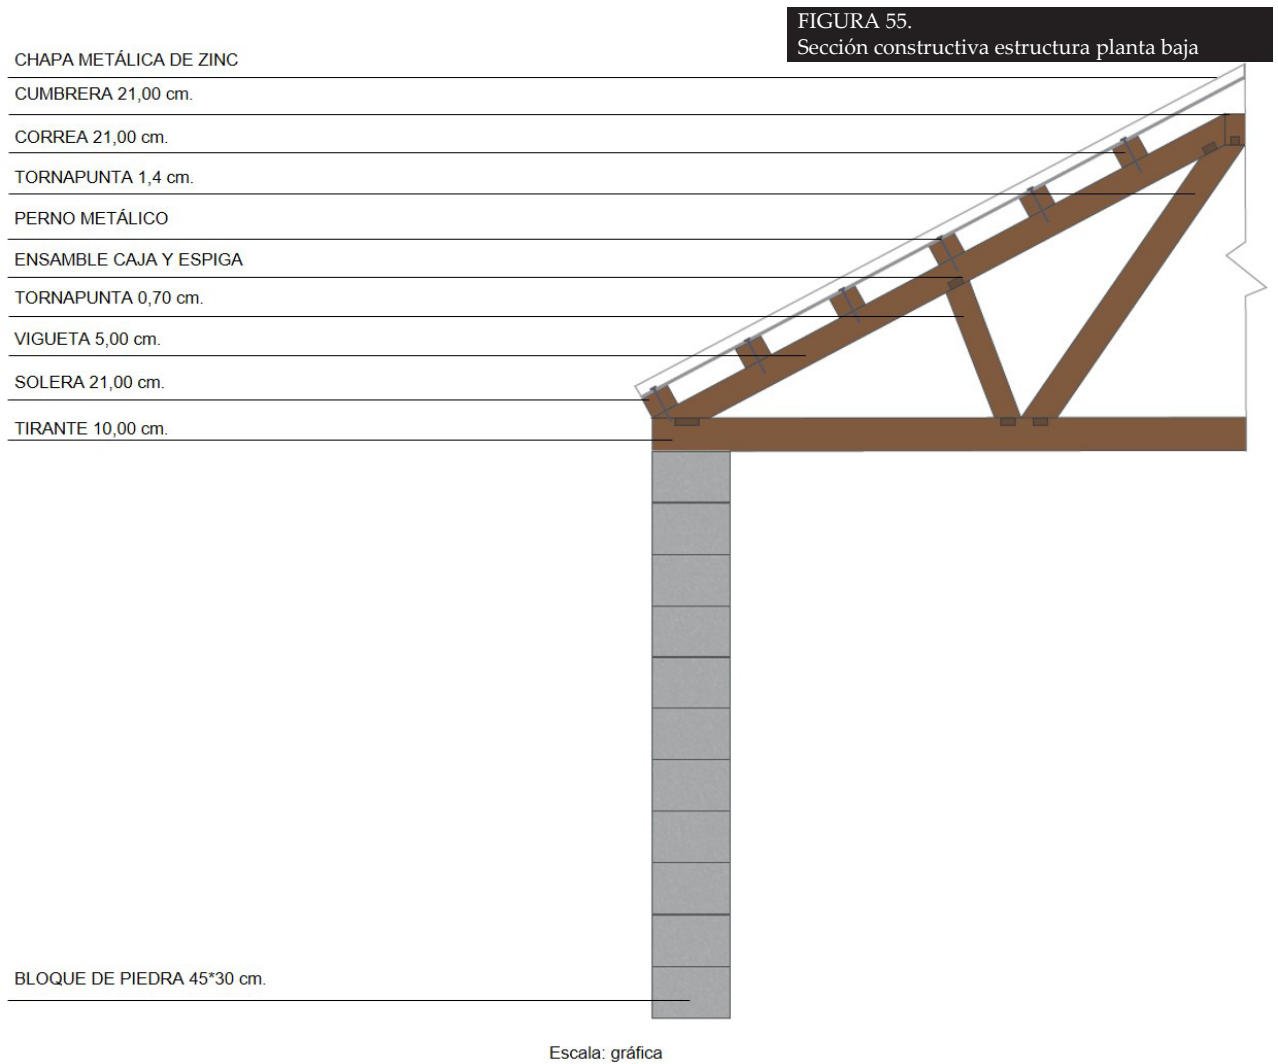 FIGURA 55.
Sección constructiva estructura planta baja
CHAPA METÁLICA DE ZINC
CUMBRERA 21,00 cm.
CORREA 21,00 cm.
TORNAPUNTA 1,4 cm.
PERNO METÁLICO
ENSAMBLE CAJA Y ESPIGA
TORNAPUNTA 0,70 cm.
VIGUETA 5,00 cm.
SOLERA 21,00 cm.
TIRANTE 10,00 cm.
BLOQUE DE PIEDRA 45*30 cm.
Escala: gráfica